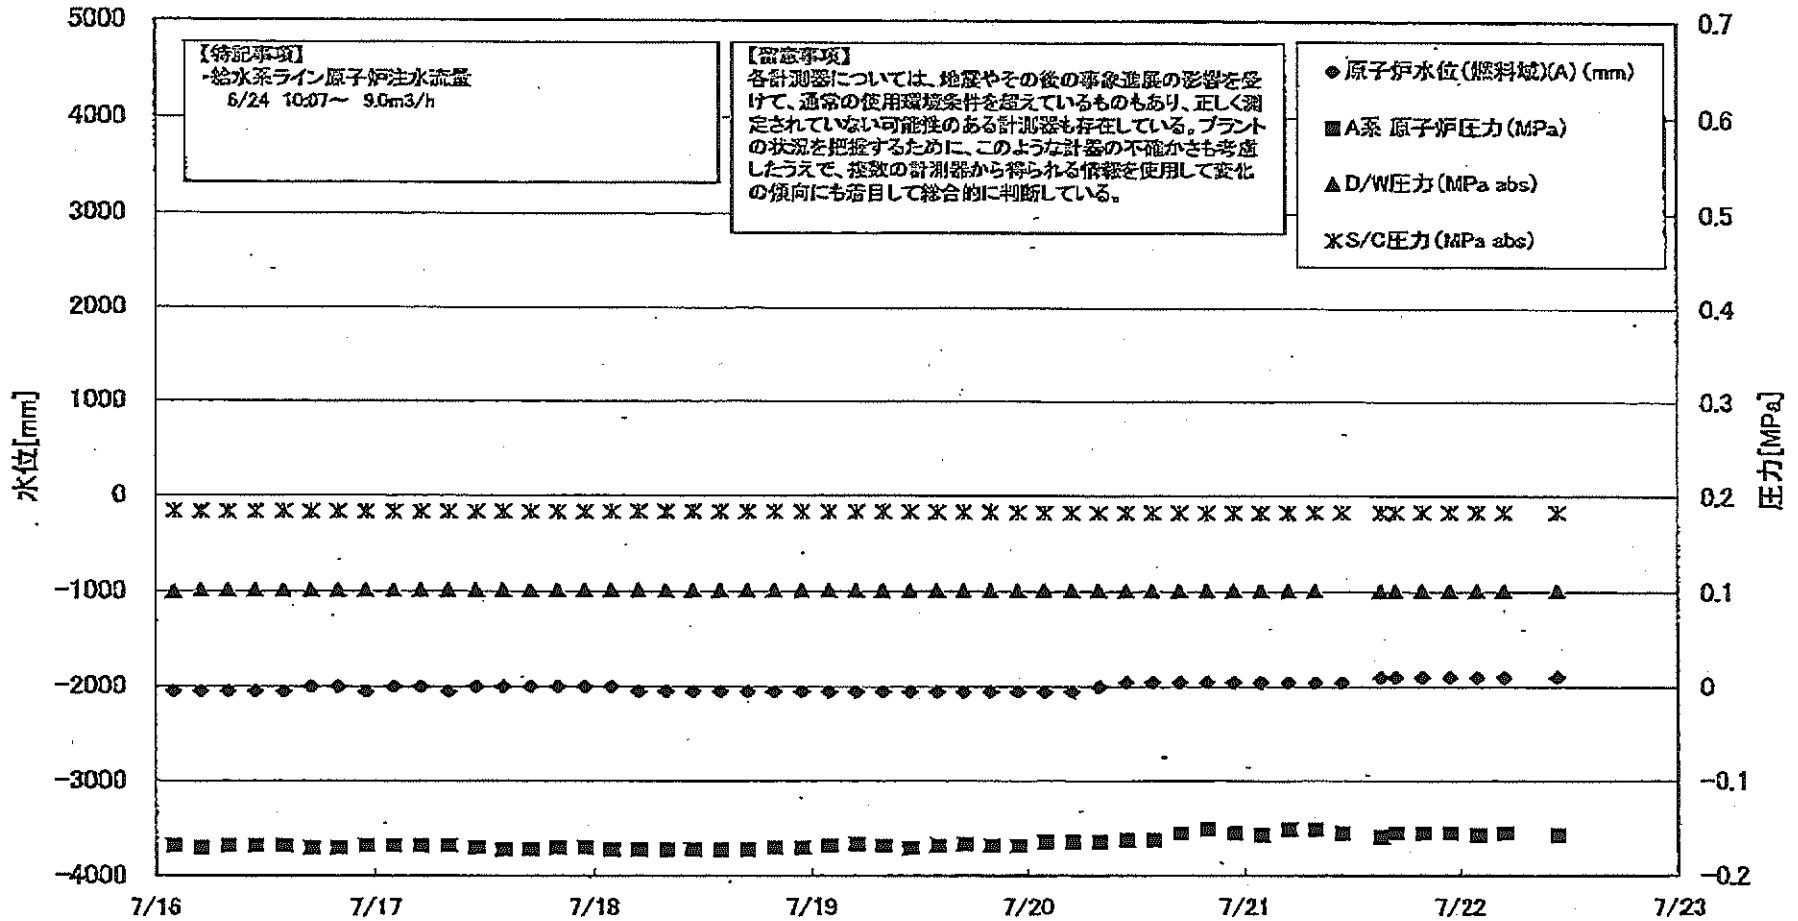 5000
4000
3000
2000
1000
0
-1000
-2000
-3000
-4000
水位[mm]
【特記事項】
・給水系ライン原子炉注水流量
6/24 10:07～ 9.0m3/h
【留意事項】
各計測器については、地震やその後の事象進展の影響を受
けて、通常の使用環境条件を超えているものもあり、正しく測
定されていない可能性のある計測器も存在している。プラント
の状況を把握するために、このような計器の不確かさも考慮
したうえで、複数の計測器から得られる情報を使用して変化
の傾向にも着目して総合的に判断している。
原子炉水位(燃料域)(A) (mm)
A系 原子炉圧力(MPa)
D/W圧力(MPa abs)
S/C圧力(MPa abs)
0.7
0.6
0.5
0.4
0.3
0.2
0.1
0
-0.1
-0.2
圧力[MPa]
7/16 7/17 7/18 7/19 7/20 7/21 7/22 7/23